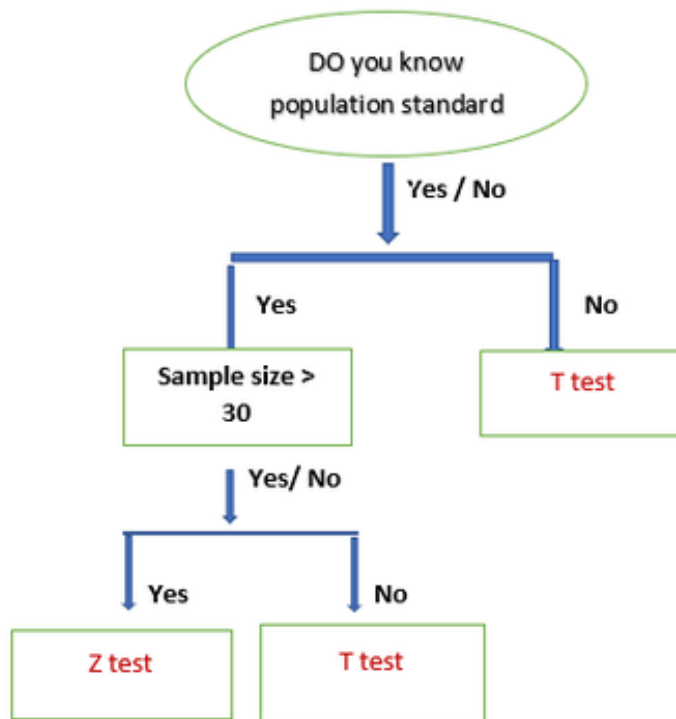 DO you know
population standard
Yes / No
Yes
No
Sample size >
30
T test
Yes/ No
Yes
No
Z test
T test